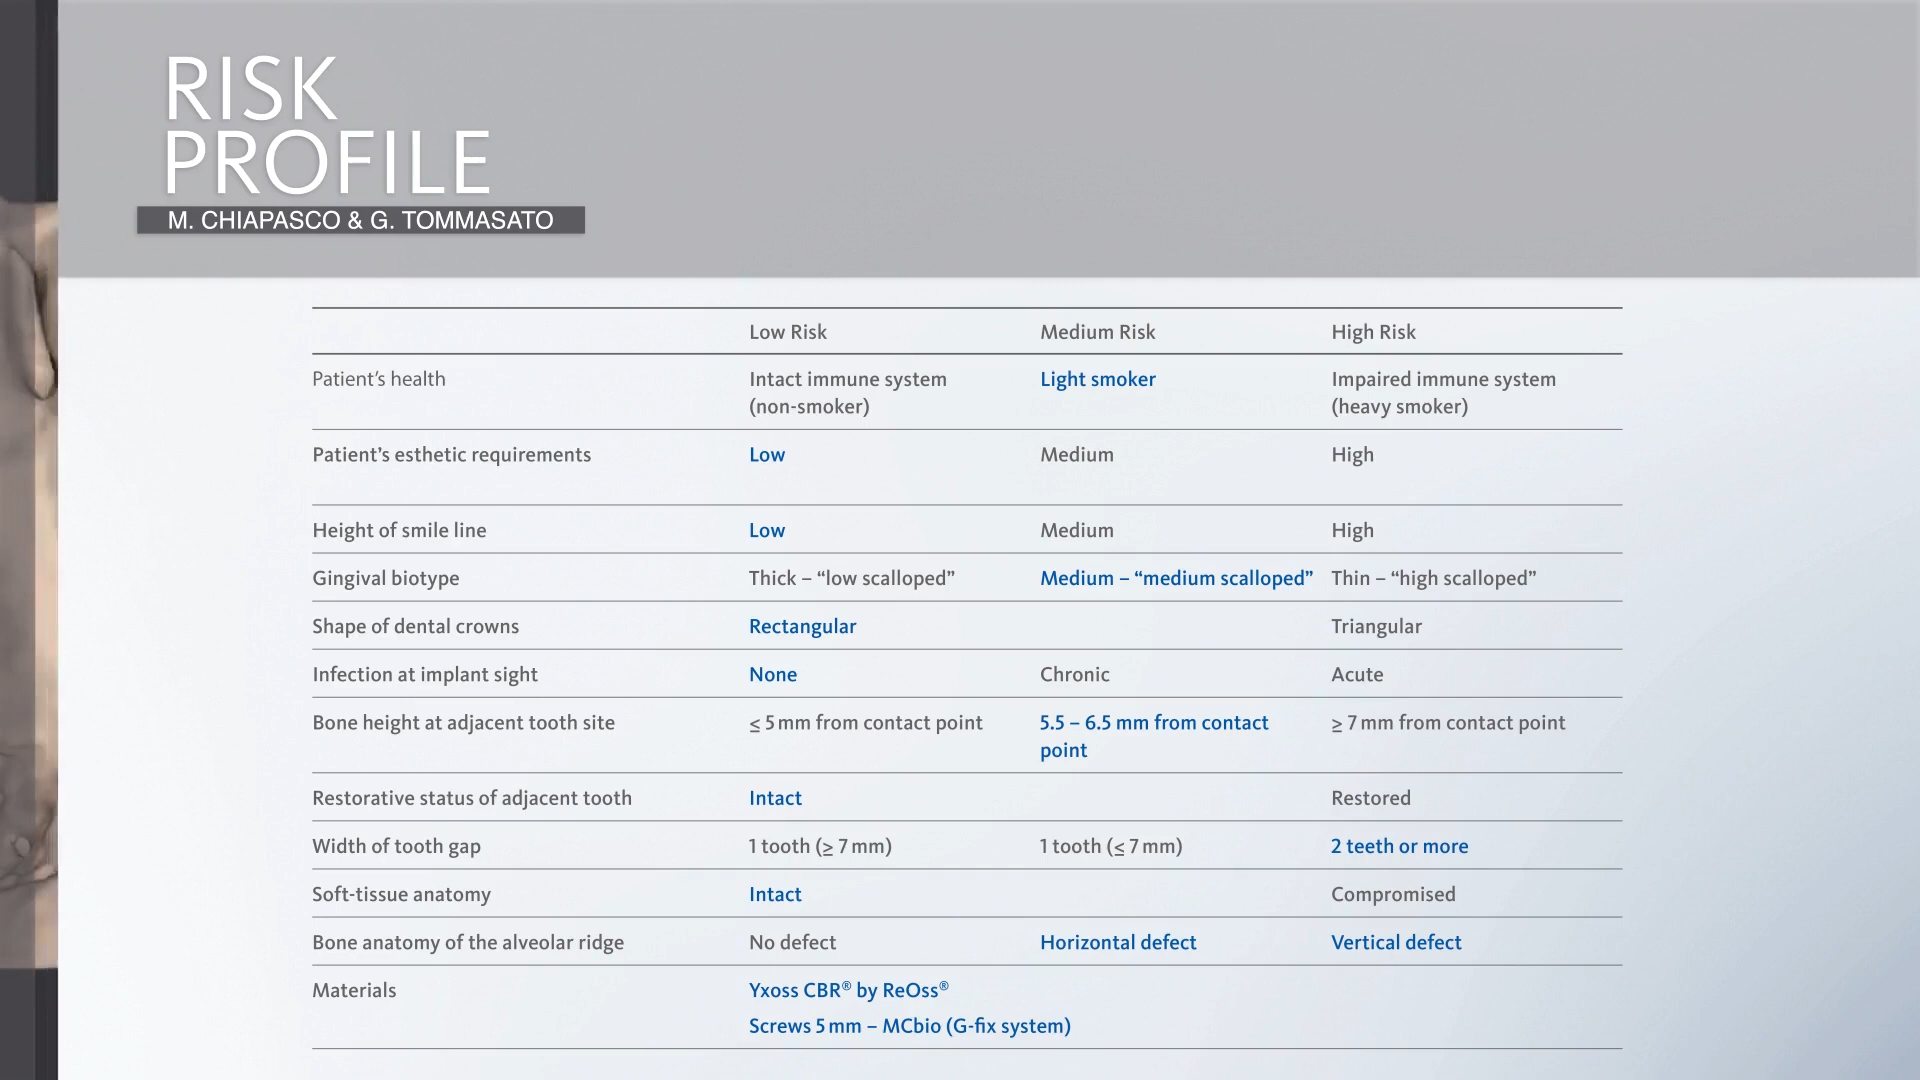 RISK
PROFILE
M. CHIAPASCO & G. TOMMASATO
Low Risk Medium Risk High Risk
Patient’s health Intact immune system Light smoker Impaired immune system
(non-smoker) (heavy smoker)
Patient’s esthetic requirements Low Medium High
Height of smile line Low Medium High
Gingival biotype Thick – “low scalloped” Medium – “medium scalloped” Thin – “high scalloped”
Shape of dental crowns Rectangular Triangular
Infection at implant sight None Chronic Acute
Bone height at adjacent tooth site ≤ 5 mm from contact point 5.5 – 6.5 mm from contact ≥ 7 mm from contact point
point
Restorative status of adjacent tooth Intact Restored
Width of tooth gap 1 tooth (≥ 7 mm) 1 tooth (≤ 7 mm) 2 teeth or more
Soft-tissue anatomy Intact Compromised
Bone anatomy of the alveolar ridge No defect Horizontal defect Vertical defect
Materials Yxoss CBR® by ReOss®
Screws 5 mm – MCbio (G-fix system)